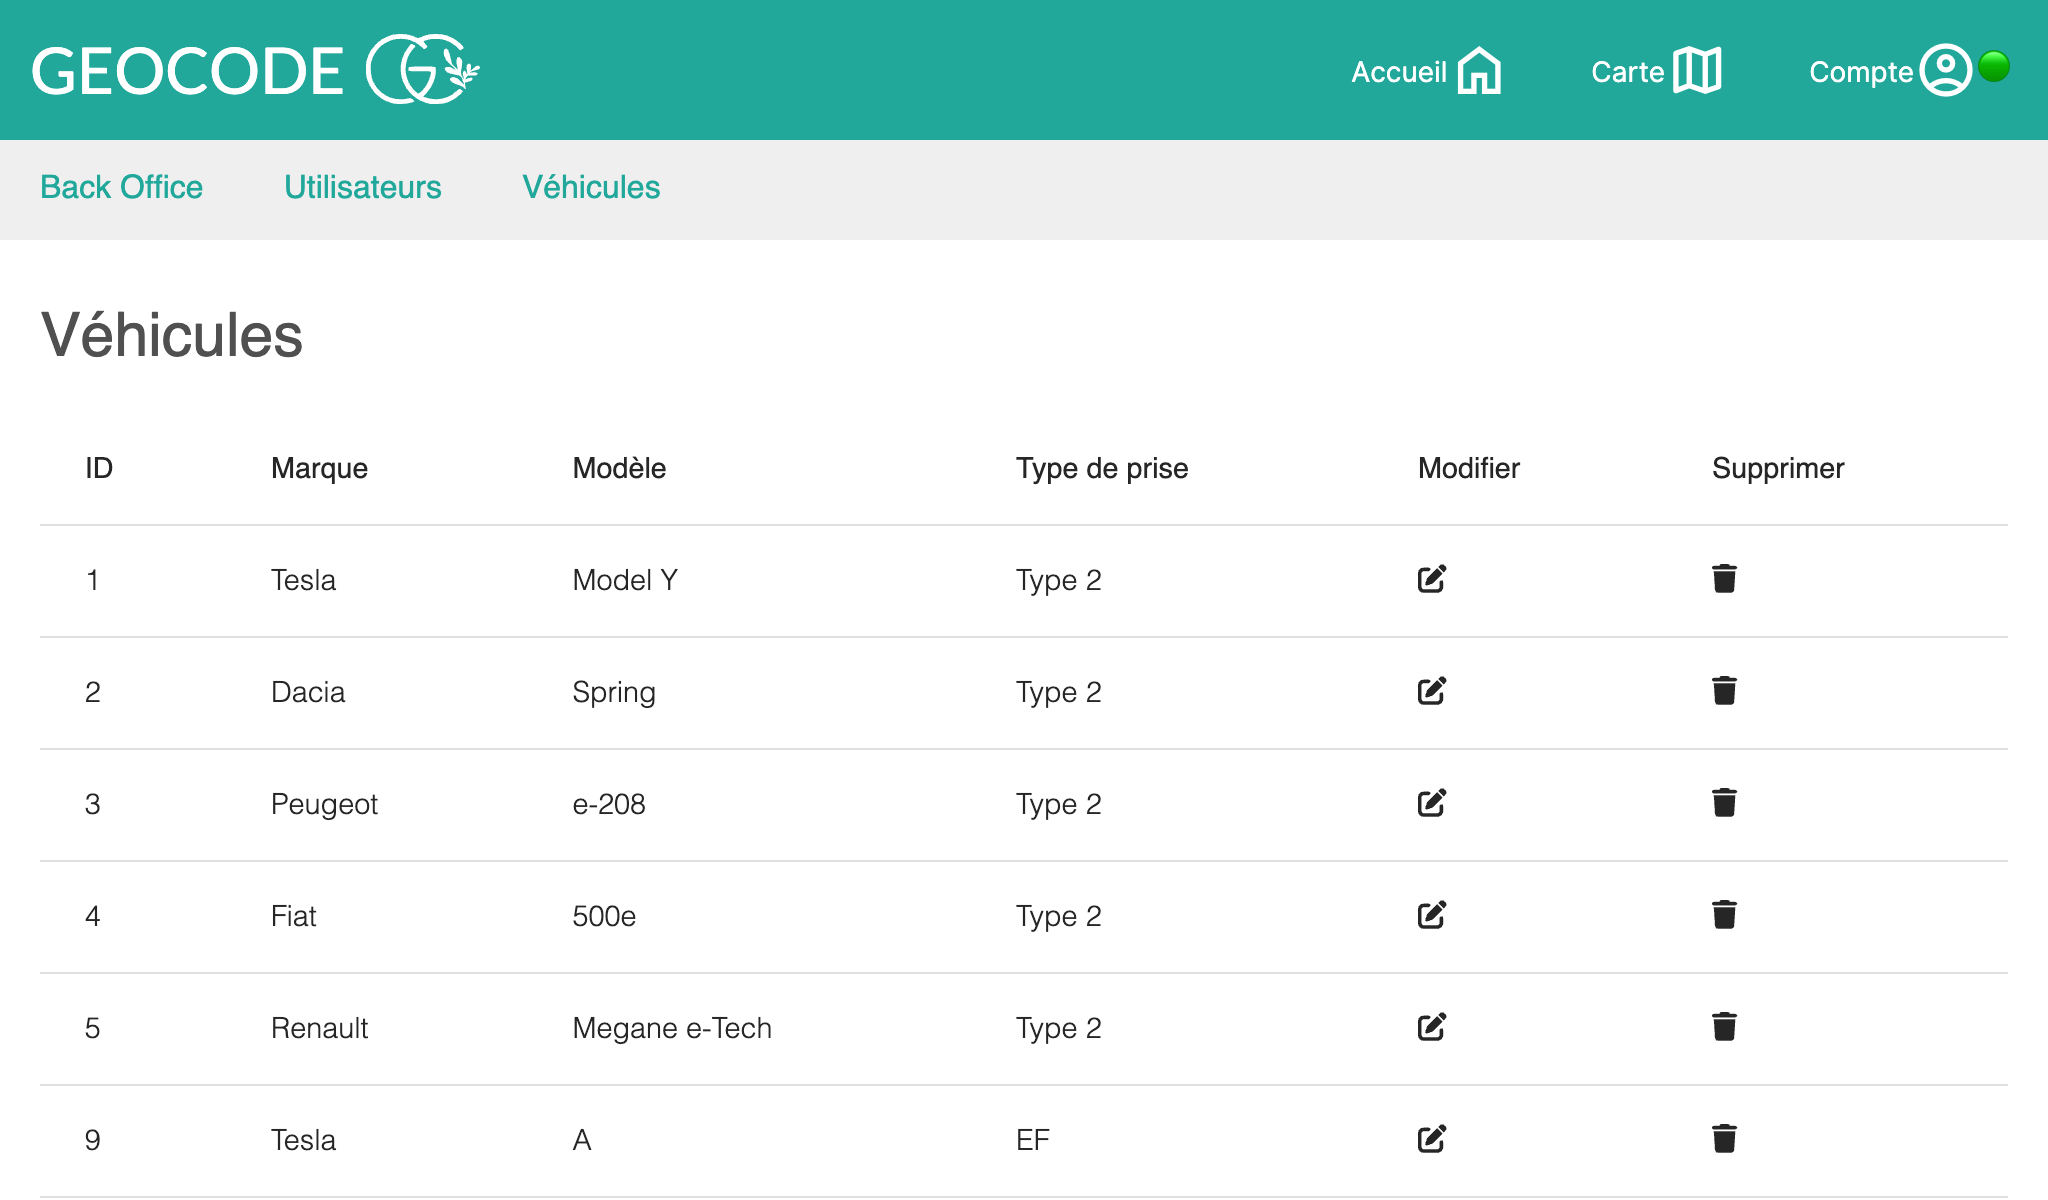 GEOCODE GC Accueil Carte Compte
Back Office Utilisateurs Véhicules
Véhicules
ID Marque Modèle Type de prise Modifier Supprimer
1 Tesla Model Y Type 2
2 Dacia Spring Type 2
3 Peugeot e-208 Type 2
4 Fiat 500e Type 2
5 Renault Megane e-Tech Type 2
9 Tesla A EF